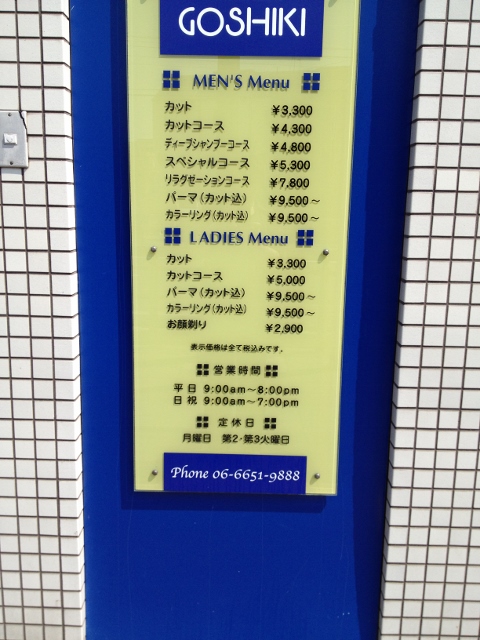 GOSHIKI
MEN'S Menu
カット ¥3,300
カットコース ¥4,300
ディープシャンプーコース ¥4,800
スペシャルコース ¥5,300
リラグゼーションコース ¥7,800
パーマ(カット込) ¥9,500～
カラーリング(カット込) ¥9,500～
LADIES Menu
カット ¥3,300
カットコース ¥5,000
パーマ(カット込) ¥9,500～
カラーリング(カット込) ¥9,500～
お顔剃り ¥2,900
表示価格は全て税込みです。
営業時間
平日 9:00am～8:00pm
日祝 9:00am～7:00pm
定休日
月曜日 第2・第3火曜日
Phone 06-6651-9888